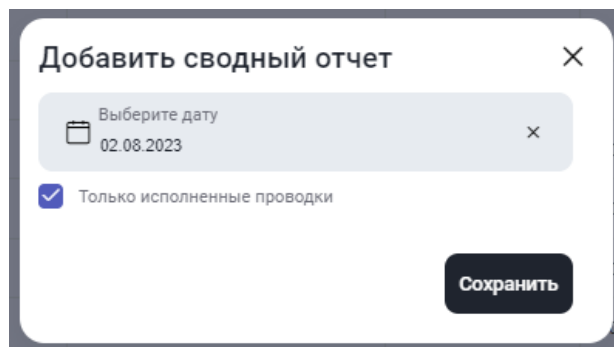 Добавить сводный отчет
Выберите дату
02.08.2023
Только исполненные проводки
Сохранить